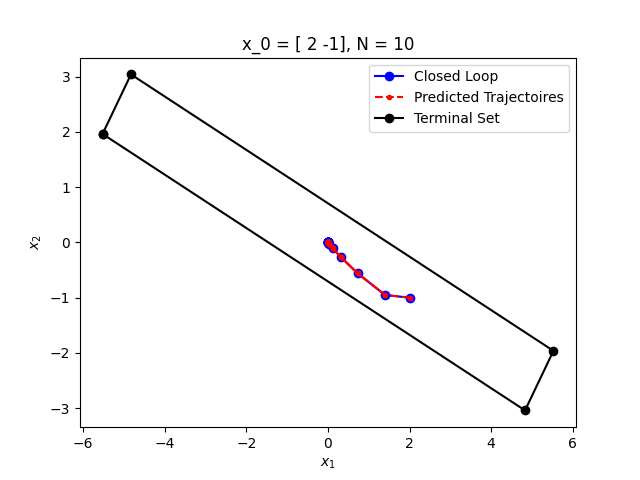 x_0 = [ 2 -1], N = 10
Closed Loop
Predicted Trajectoires
Terminal Set
3
2
1
0
−1
−2
−3
x₂
−6
−4
−2
0
2
4
6
x₁